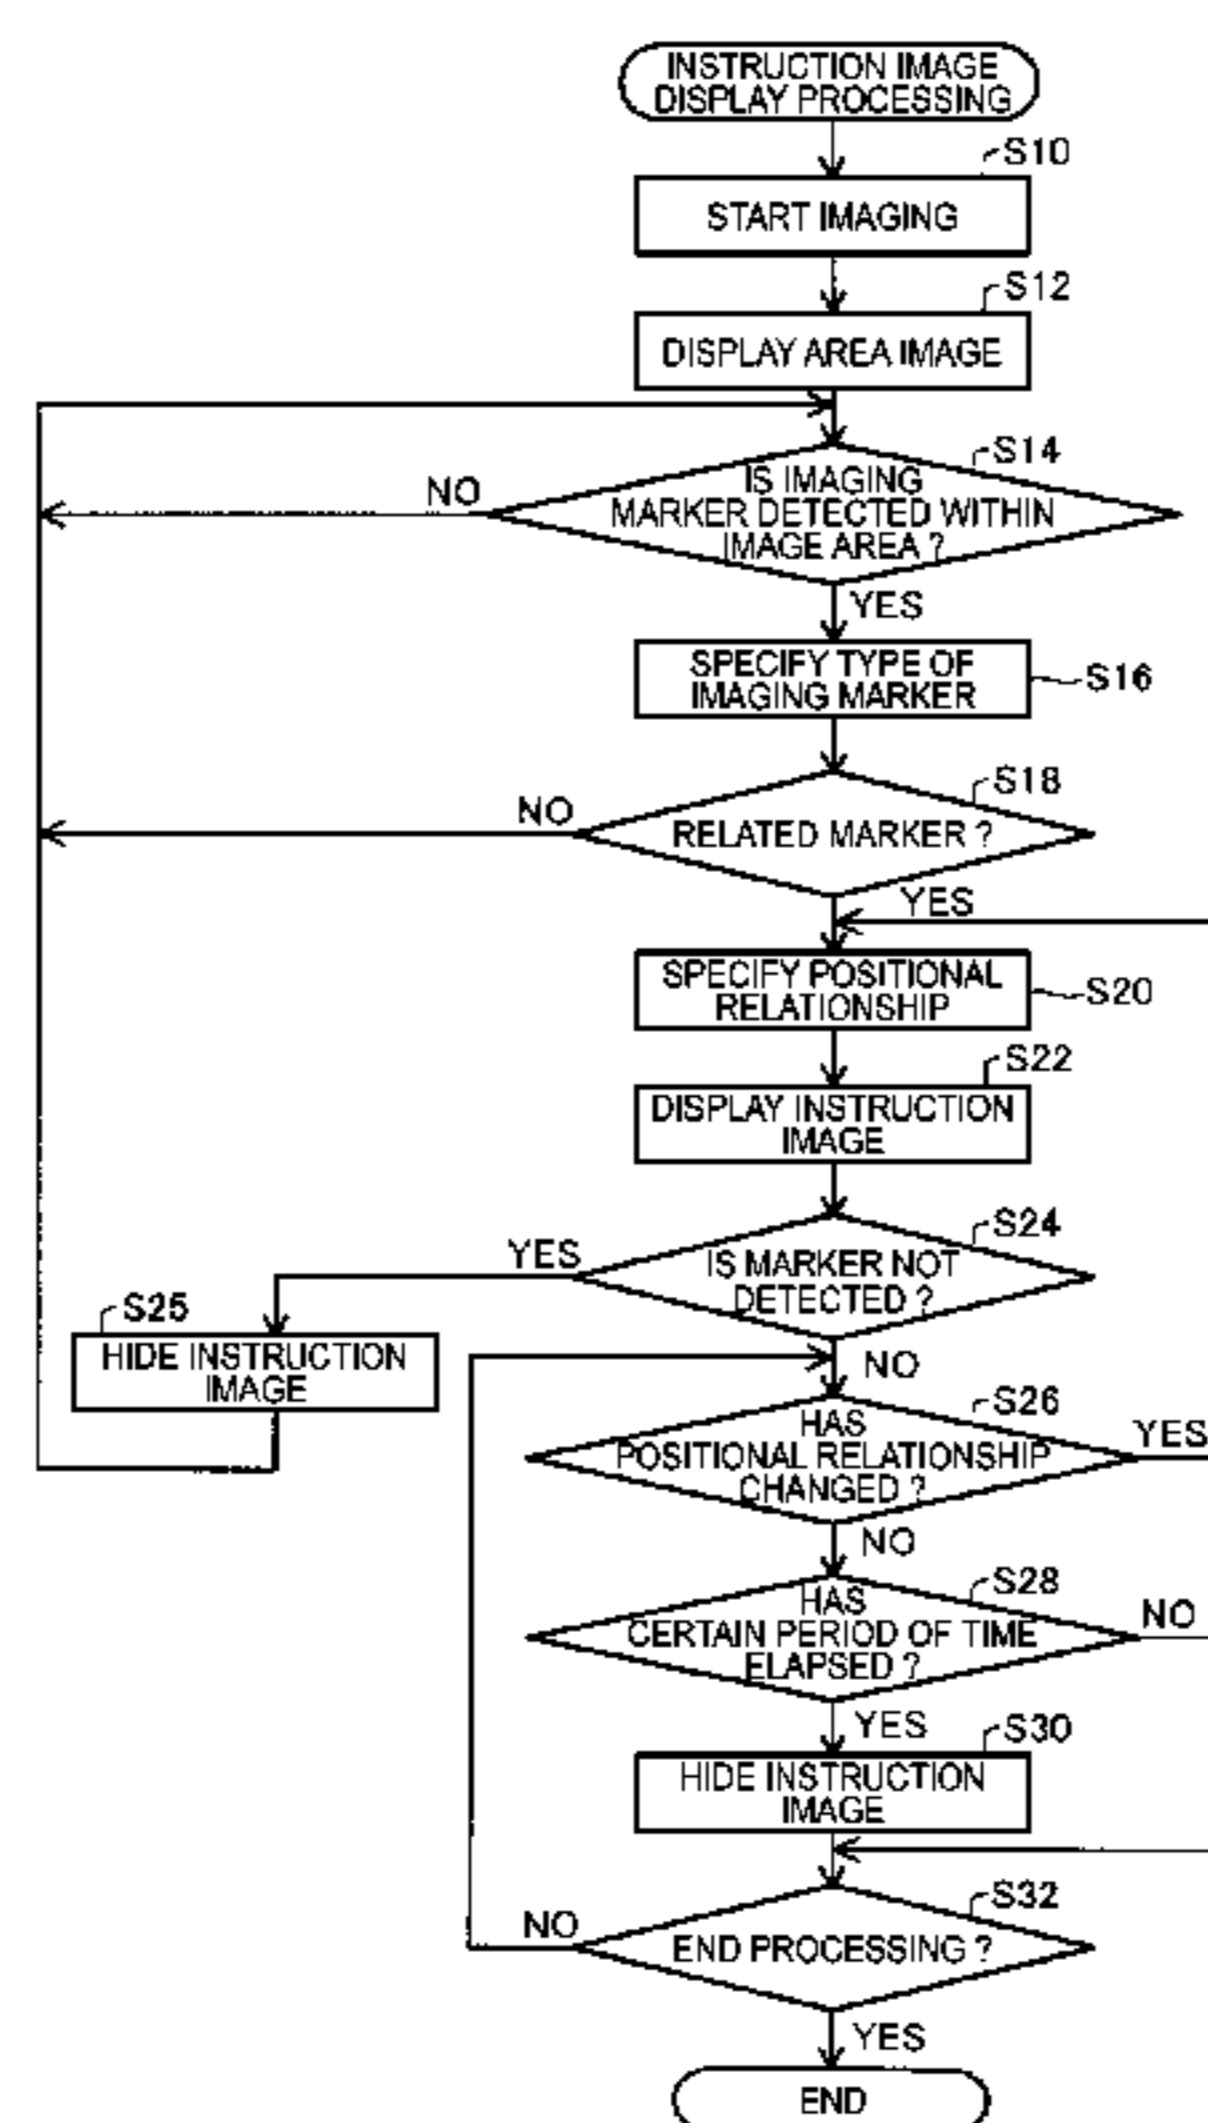 INSTRUCTION IMAGE
DISPLAY PROCESSING
S10
START IMAGING
S12
DISPLAY AREA IMAGE
S14
NO
IS IMAGING
MARKER DETECTED WITHIN
IMAGE AREA ?
YES
SPECIFY TYPE OF
IMAGING MARKER
S16
S18
NO
RELATED MARKER ?
YES
SPECIFY POSITIONAL
RELATIONSHIP
S20
S22
DISPLAY INSTRUCTION
IMAGE
S24
YES
IS MARKER NOT
DETECTED ?
S25
HIDE INSTRUCTION
IMAGE
NO
S26
HAS
POSITIONAL RELATIONSHIP
CHANGED ?
YES
NO
S28
HAS
CERTAIN PERIOD OF TIME
ELAPSED ?
NO
YES
S30
HIDE INSTRUCTION
IMAGE
S32
NO
END PROCESSING ?
YES
END